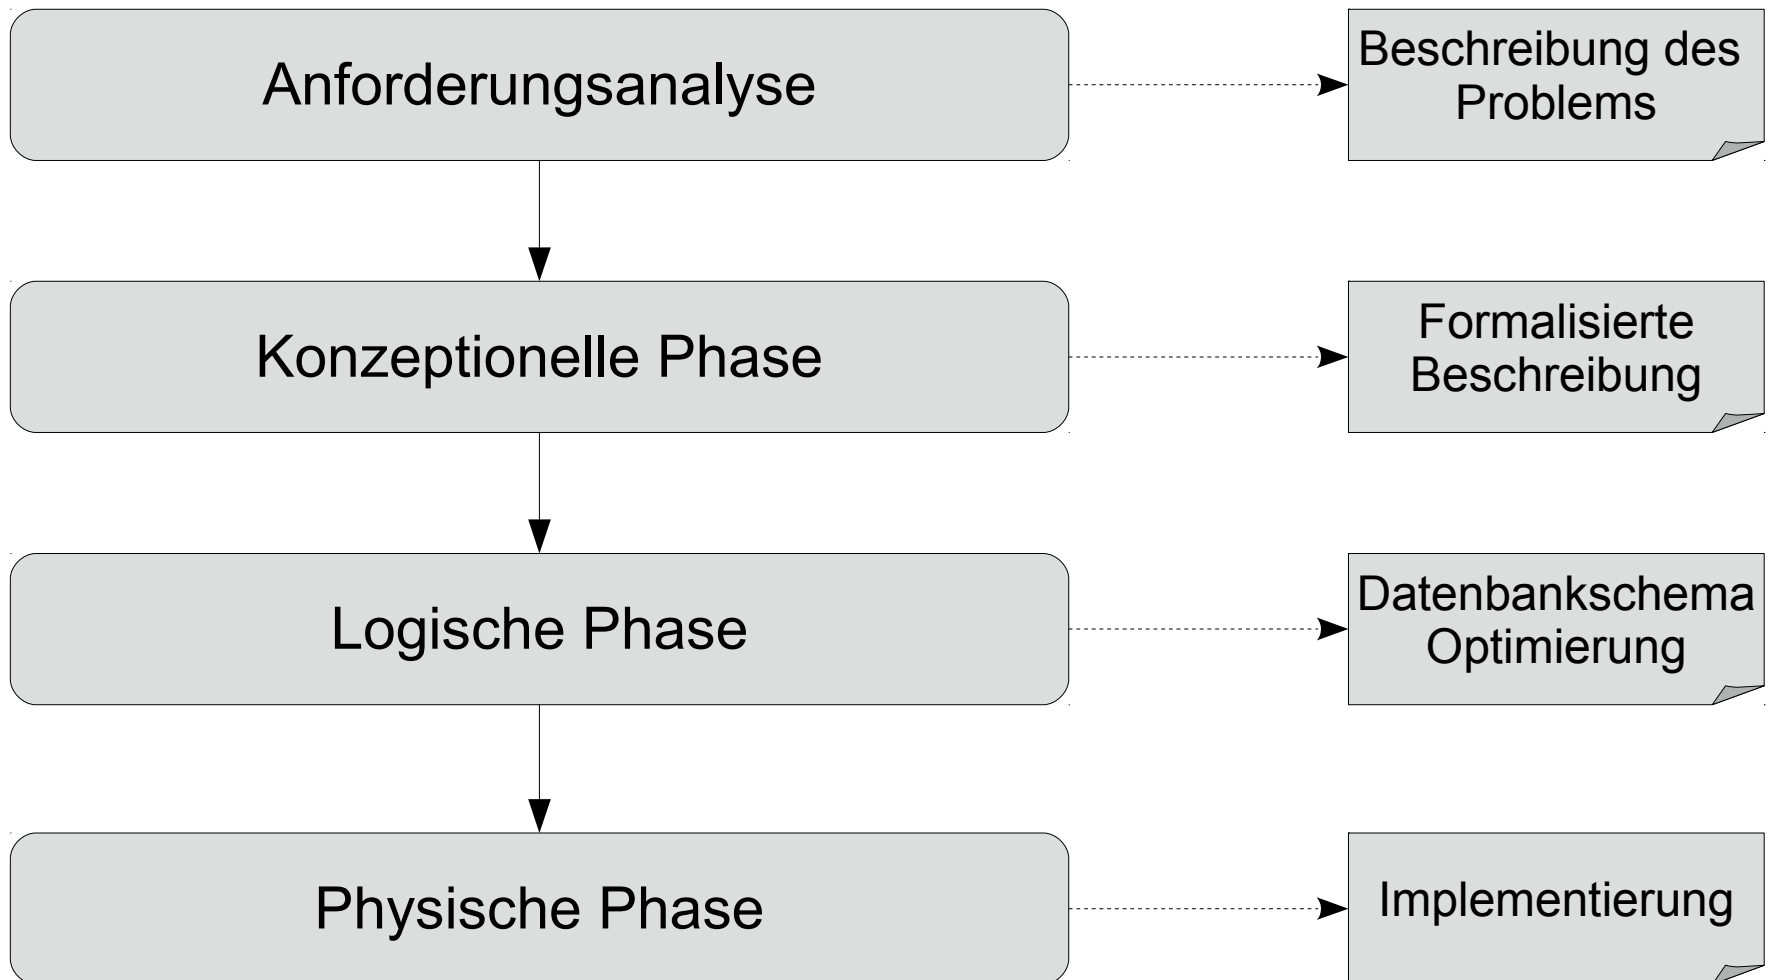 Anforderungsanalyse
Beschreibung des
Problems
Konzeptionelle Phase
Formalisierte
Beschreibung
Logische Phase
Datenbankschema
Optimierung
Physische Phase
Implementierung